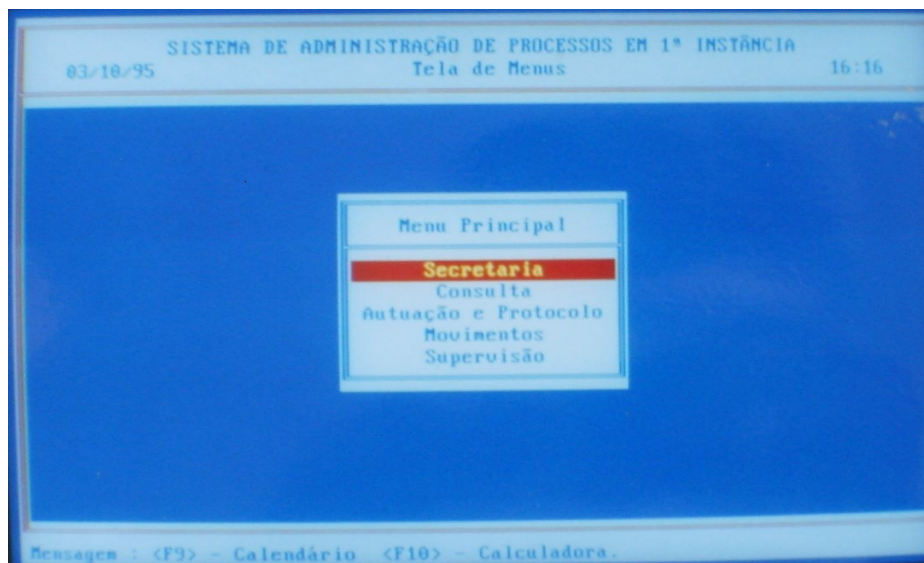 SISTEMA DE ADMINISTRAÇÃO DE PROCESSOS EM 1ª INSTÂNCIA
03/10/95 Tela de Menus 16:16
Menu Principal
Secretaria
Consulta
Autuação e Protocolo
Movimentos
Supervisão
Mensagem : <F9> - Calendário <F10> - Calculadora.